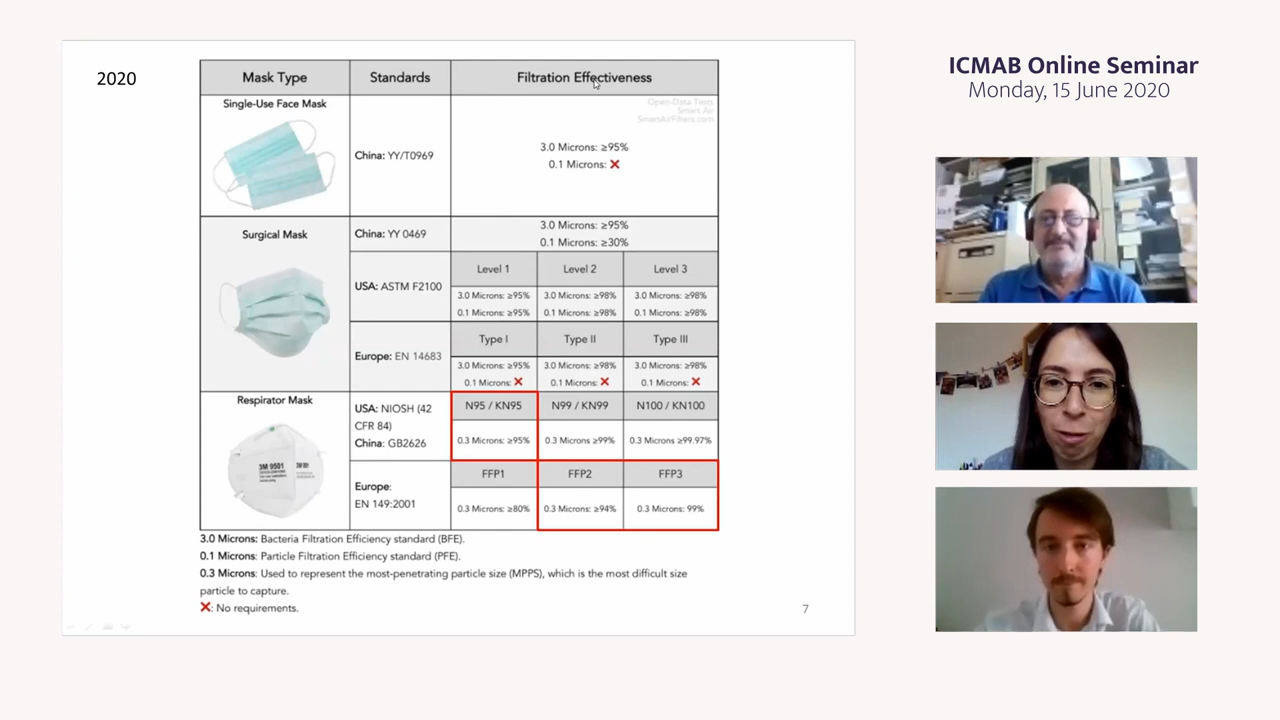 ICMAB Online Seminar
Monday, 15 June 2020
2020
Mask Type
Standards
Filtration Effectiveness
Single-Use Face Mask
China: YY/T0969
Open-Data Tests
Smart Air
SmartAirFilters.com
3.0 Microns: ≥95%
0.1 Microns: ❌
Surgical Mask
China: YY 0469
3.0 Microns: ≥95%
0.1 Microns: ≥30%
USA: ASTM F2100
Level 1
Level 2
Level 3
3.0 Microns: ≥95%
0.1 Microns: ≥95%
3.0 Microns: ≥98%
0.1 Microns: ≥98%
3.0 Microns: ≥98%
0.1 Microns: ≥98%
Europe: EN 14683
Type I
Type II
Type III
3.0 Microns: ≥95%
0.1 Microns: ❌
3.0 Microns: ≥98%
0.1 Microns: ❌
3.0 Microns: ≥98%
0.1 Microns: ❌
Respirator Mask
3M 9501
USA: NIOSH (42
CFR 84)
China: GB2626
N95 / KN95
N99 / KN99
N100 / KN100
0.3 Microns: ≥95%
0.3 Microns ≥99%
0.3 Microns ≥99.97%
Europe:
EN 149:2001
FFP1
FFP2
FFP3
0.3 Microns: ≥80%
0.3 Microns: ≥94%
0.3 Microns: 99%
3.0 Microns: Bacteria Filtration Efficiency standard (BFE).
0.1 Microns: Particle Filtration Efficiency standard (PFE).
0.3 Microns: Used to represent the most-penetrating particle size (MPPS), which is the most difficult size
particle to capture.
❌: No requirements.
7